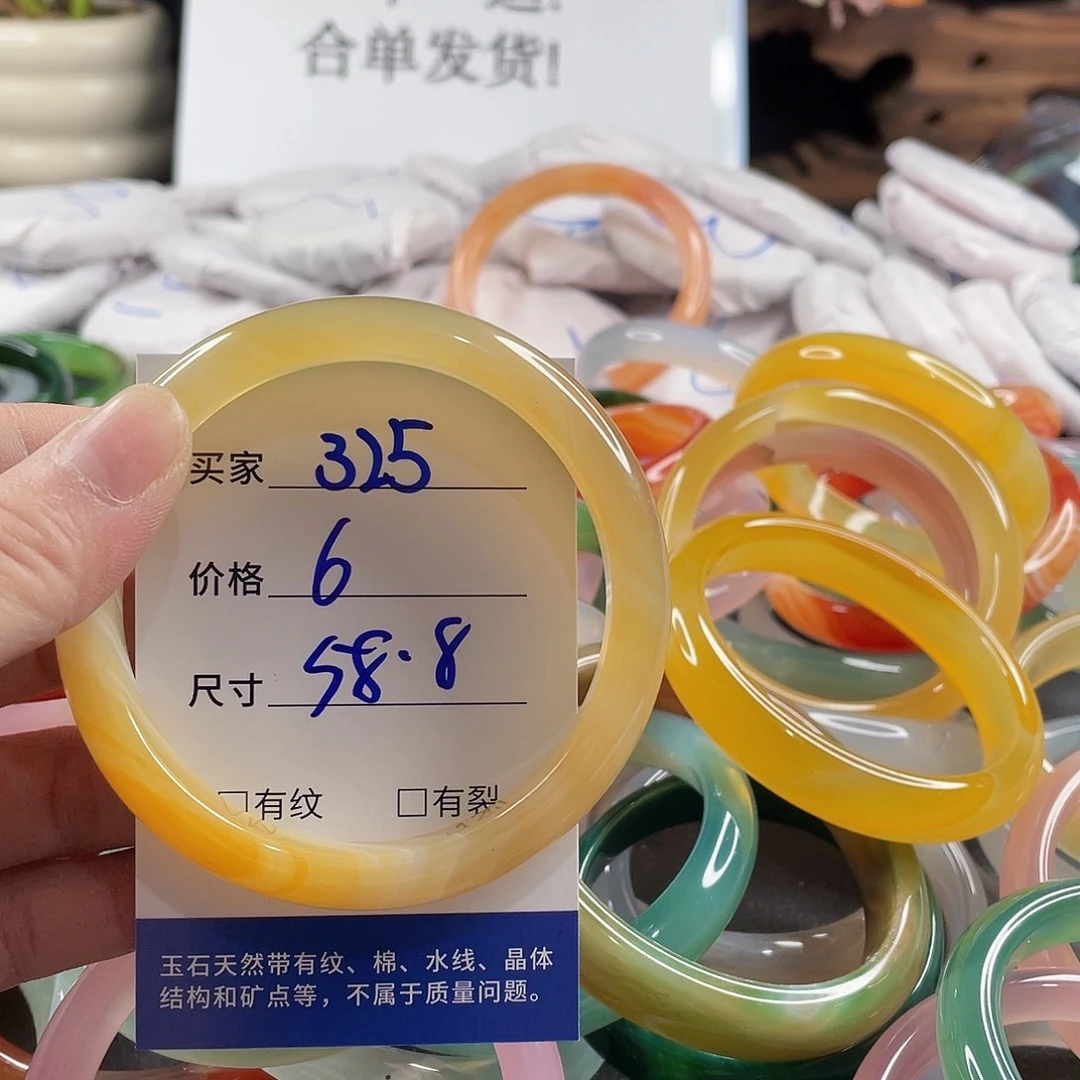 合单发货!
买家 325
价格 6
尺寸 58.8
□有纹 □有裂
玉石天然带有纹、棉、水线、晶体
结构和矿点等，不属于质量问题。